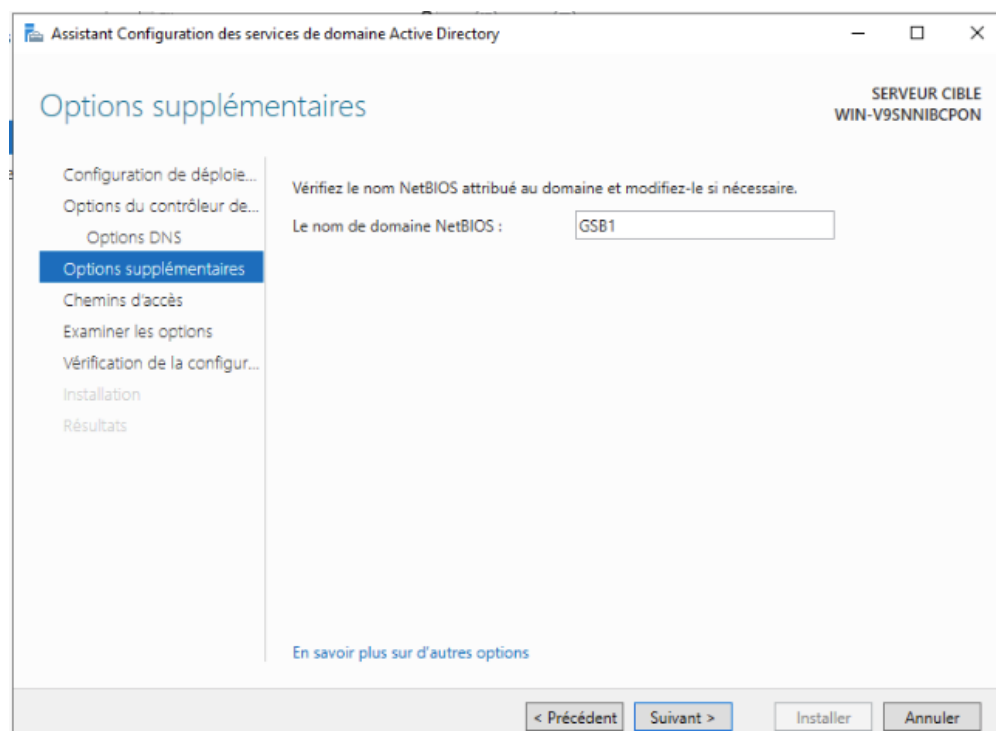 Assistant Configuration des services de domaine Active Directory
Options supplémentaires
SERVEUR CIBLE
WIN-V9SNNIBCPON
Configuration de déploie...
Options du contrôleur de...
Options DNS
Options supplémentaires
Chemins d'accès
Examiner les options
Vérification de la configur...
Installation
Résultats
Vérifiez le nom NetBIOS attribué au domaine et modifiez-le si nécessaire.
Le nom de domaine NetBIOS :
GSB1
En savoir plus sur d'autres options
< Précédent
Suivant >
Installer
Annuler